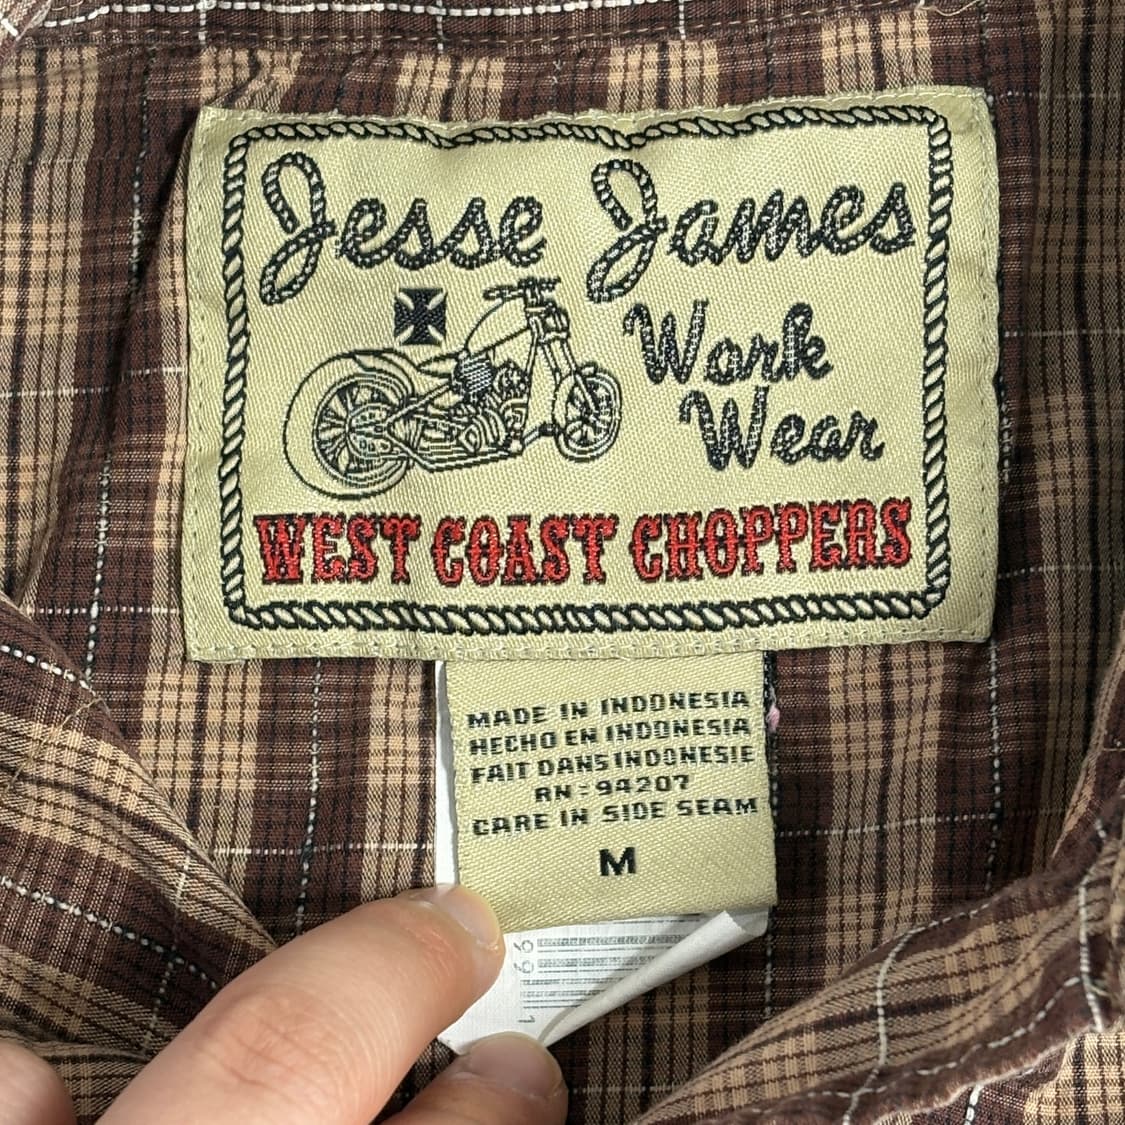 Jesse James
Work
Wear
WEST COAST CHOPPERS
MADE IN INDONESIA
HECHO EN INDONESIA
FAIT DANS INDONESIE
RN: 94207
CARE IN SIDE SEAM
M